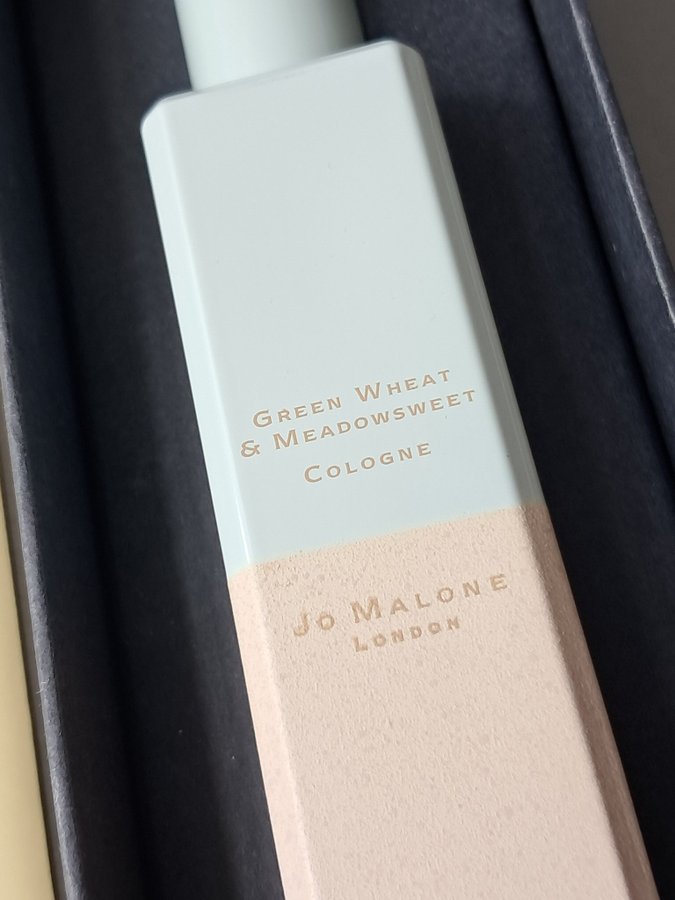 Green Wheat
& Meadowsweet
Cologne
Jo Malone
London